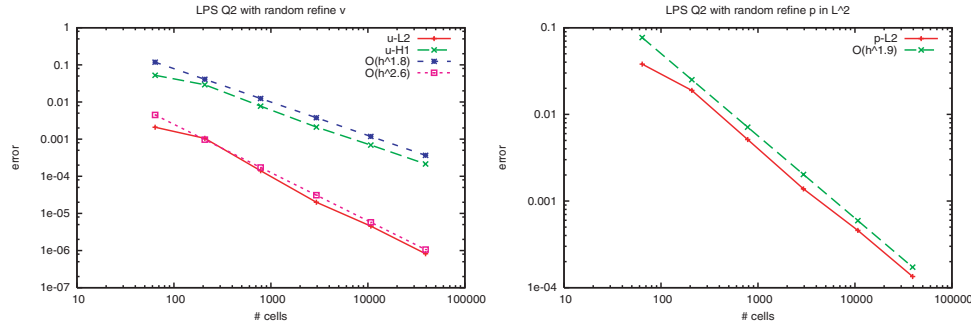 LPS Q2 with random refine v
u-L2
u-H1
O(h^1.8)
O(h^2.6)
1
0.1
0.01
0.001
1e-04
1e-05
1e-06
1e-07
error
10
100
1000
10000
100000
# cells
LPS Q2 with random refine p in L^2
p-L2
O(h^1.9)
0.1
0.01
0.001
1e-04
error
10
100
1000
10000
100000
# cells